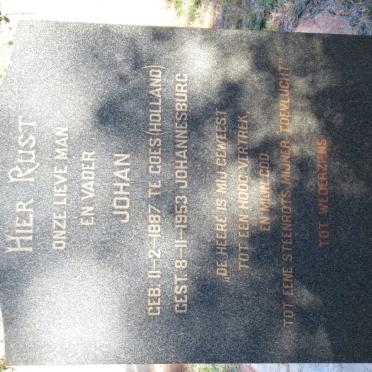 HIER RUST
ONZE LIEVE MAN
EN VADER
JOHAN
GEB. 11-2-1887 TE GOES (HOLLAND)
GEST. 8-11-1953 JOHANNESBURG
„DE HEERE IS MIJ GEWEEST
TOT EEN HOOG VERTREK
EN MIJN GOD
TOT EENE STEENROTS MIJNER TOEVLUCHT”
TOT WEDERZIENS